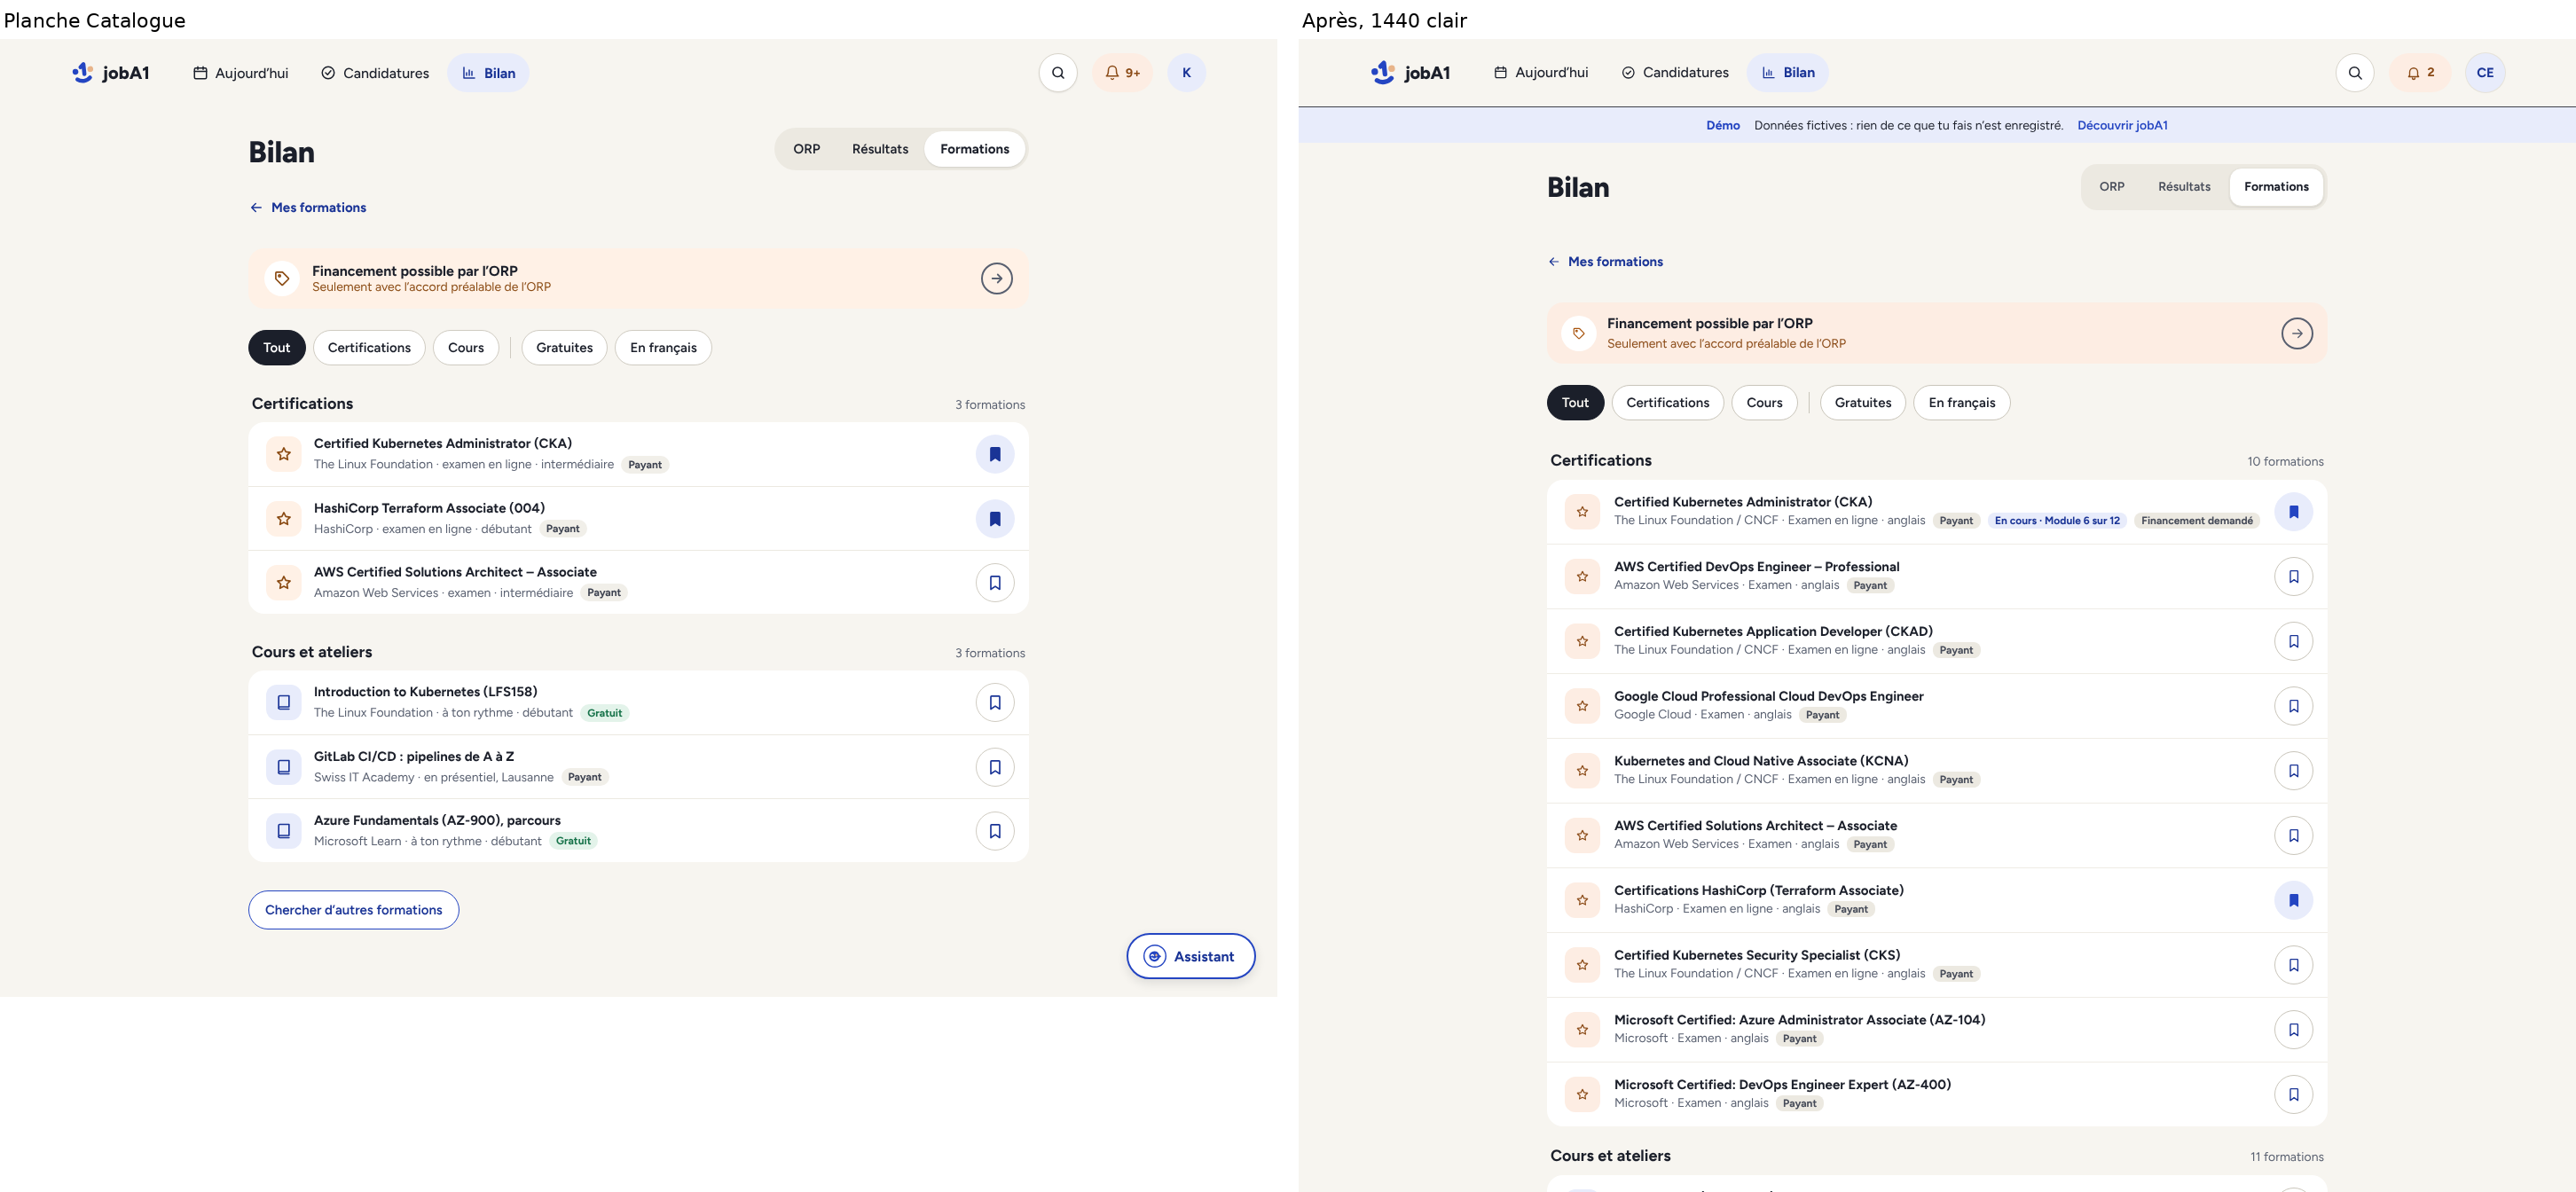 Planche Catalogue
jobA1 Aujourd'hui Candidatures Bilan 9+ K
Bilan ORP Résultats Formations
Mes formations
Financement possible par l'ORP
Seulement avec l'accord préalable de l'ORP
Tout Certifications Cours Gratuites En français
Certifications 3 formations
Certified Kubernetes Administrator (CKA)
The Linux Foundation · examen en ligne · intermédiaire Payant
HashiCorp Terraform Associate (004)
HashiCorp · examen en ligne · débutant Payant
AWS Certified Solutions Architect – Associate
Amazon Web Services · examen · intermédiaire Payant
Cours et ateliers 3 formations
Introduction to Kubernetes (LFS158)
The Linux Foundation · à ton rythme · débutant Gratuit
GitLab CI/CD : pipelines de A à Z
Swiss IT Academy · en présentiel, Lausanne Payant
Azure Fundamentals (AZ-900), parcours
Microsoft Learn · à ton rythme · débutant Gratuit
Chercher d'autres formations
Assistant
Après, 1440 clair
jobA1 Aujourd'hui Candidatures Bilan 2 CE
Démo Données fictives : rien de ce que tu fais n'est enregistré. Découvrir jobA1
Bilan ORP Résultats Formations
Mes formations
Financement possible par l'ORP
Seulement avec l'accord préalable de l'ORP
Tout Certifications Cours Gratuites En français
Certifications 10 formations
Certified Kubernetes Administrator (CKA)
The Linux Foundation / CNCF · Examen en ligne · anglais Payant En cours · Module 6 sur 12 Financement demandé
AWS Certified DevOps Engineer – Professional
Amazon Web Services · Examen · anglais Payant
Certified Kubernetes Application Developer (CKAD)
The Linux Foundation / CNCF · Examen en ligne · anglais Payant
Google Cloud Professional Cloud DevOps Engineer
Google Cloud · Examen · anglais Payant
Kubernetes and Cloud Native Associate (KCNA)
The Linux Foundation / CNCF · Examen en ligne · anglais Payant
AWS Certified Solutions Architect – Associate
Amazon Web Services · Examen · anglais Payant
Certifications HashiCorp (Terraform Associate)
HashiCorp · Examen en ligne · anglais Payant
Certified Kubernetes Security Specialist (CKS)
The Linux Foundation / CNCF · Examen en ligne · anglais Payant
Microsoft Certified: Azure Administrator Associate (AZ-104)
Microsoft · Examen · anglais Payant
Microsoft Certified: DevOps Engineer Expert (AZ-400)
Microsoft · Examen · anglais Payant
Cours et ateliers 11 formations